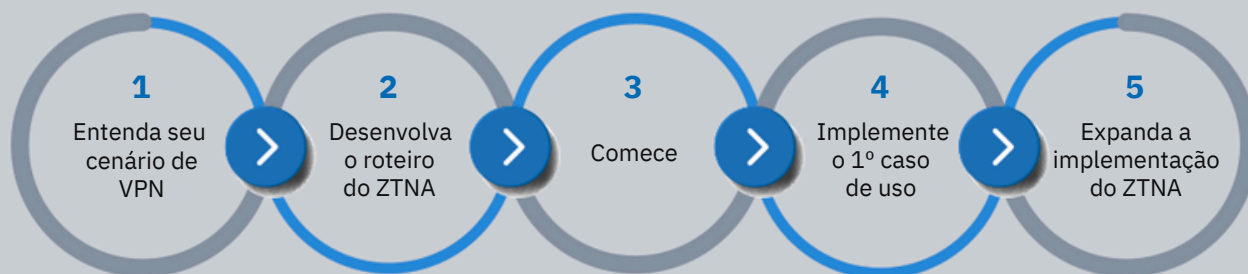 1
Entenda seu
cenário de
VPN
2
Desenvolva
o roteiro
do ZTNA
3
Comece
4
Implemente
o 1º caso
de uso
5
Expanda a
implementação
do ZTNA